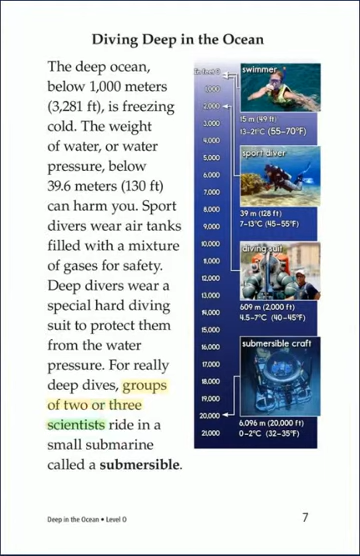 Diving Deep in the Ocean
The deep ocean,
below 1,000 meters
(3,281 ft), is freezing
cold. The weight
of water, or water
pressure, below
39.6 meters (130 ft)
can harm you. Sport
divers wear air tanks
filled with a mixture
of gases for safety.
Deep divers wear a
special hard diving
suit to protect them
from the water
pressure. For really
deep dives, groups
of two or three
scientists ride in a
small submarine
called a submersible.
in feet 0
1,000
2,000
3,000
4,000
5,000
6,000
7,000
8,000
9,000
10,000
11,000
12,000
13,000
14,000
15,000
16,000
17,000
18,000
19,000
20,000
21,000
swimmer
15 m (49 ft)
13-21°C (55-70°F)
sport diver
39 m (128 ft)
7-13°C (45-55°F)
diving suit
609 m (2,000 ft)
4.5-7°C (40-45°F)
submersible craft
6,096 m (20,000 ft)
0-2°C (32-35°F)
Deep in the Ocean • Level O
7